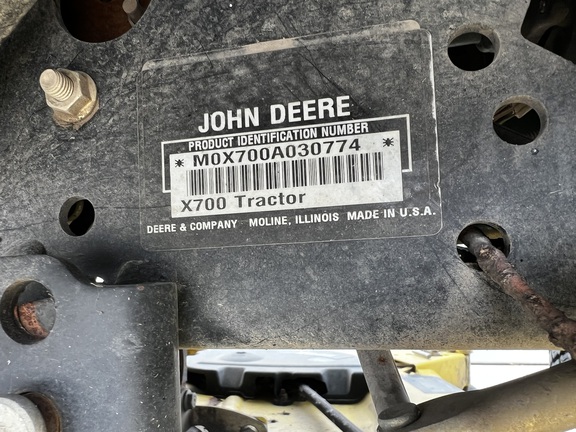 JOHN DEERE
PRODUCT IDENTIFICATION NUMBER
* M0X700A030774 *
X700 Tractor
DEERE & COMPANY MOLINE, ILLINOIS MADE IN U.S.A.